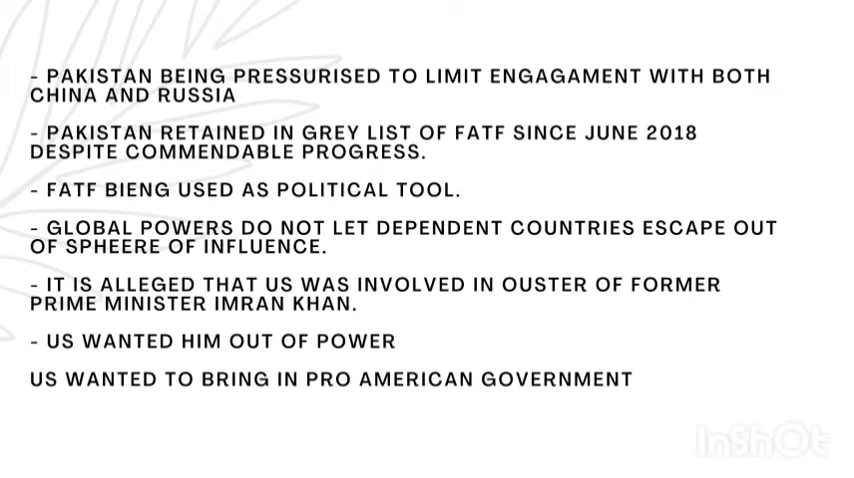 - PAKISTAN BEING PRESSURISED TO LIMIT ENGAGAMENT WITH BOTH
CHINA AND RUSSIA
- PAKISTAN RETAINED IN GREY LIST OF FATF SINCE JUNE 2018
DESPITE COMMENDABLE PROGRESS.
- FATF BIENG USED AS POLITICAL TOOL.
- GLOBAL POWERS DO NOT LET DEPENDENT COUNTRIES ESCAPE OUT
OF SPHEERE OF INFLUENCE.
- IT IS ALLEGED THAT US WAS INVOLVED IN OUSTER OF FORMER
PRIME MINISTER IMRAN KHAN.
- US WANTED HIM OUT OF POWER
US WANTED TO BRING IN PRO AMERICAN GOVERNMENT
InShOt